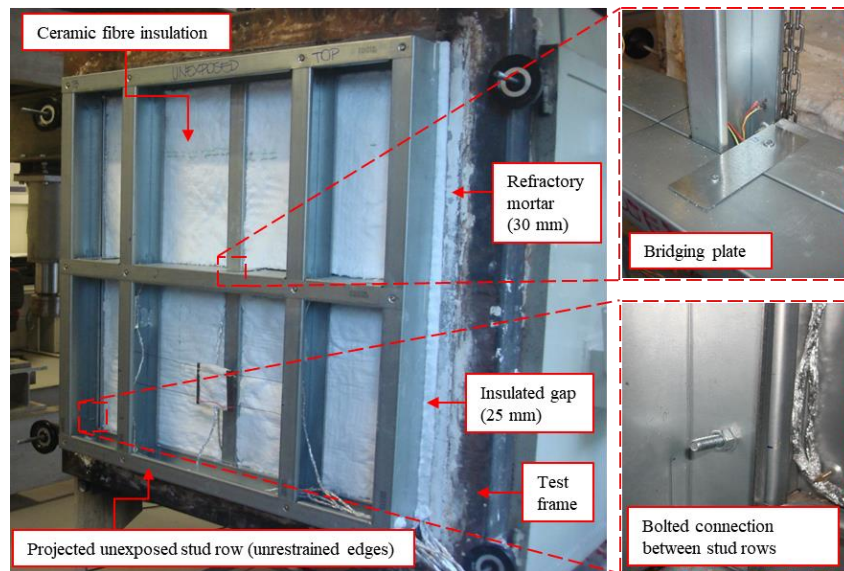 Ceramic fibre insulation
UNEXPOSED
TOP
Refractory
mortar
(30 mm)
Bridging plate
Insulated gap
(25 mm)
Test
frame
Projected unexposed stud row (unrestrained edges)
Bolted connection
between stud rows